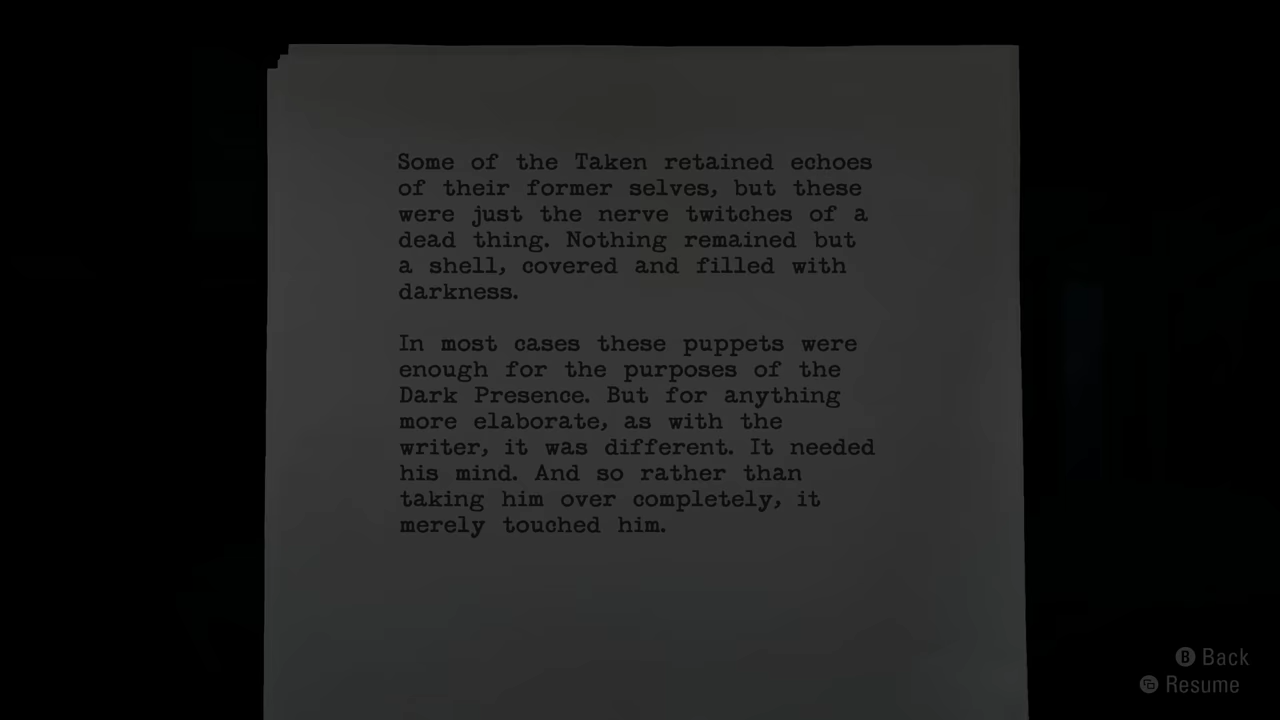 Some of the Taken retained echoes
of their former selves, but these
were just the nerve twitches of a
dead thing. Nothing remained but
a shell, covered and filled with
darkness.
In most cases these puppets were
enough for the purposes of the
Dark Presence. But for anything
more elaborate, as with the
writer, it was different. It needed
his mind. And so rather than
taking him over completely, it
merely touched him.
B Back
Resume